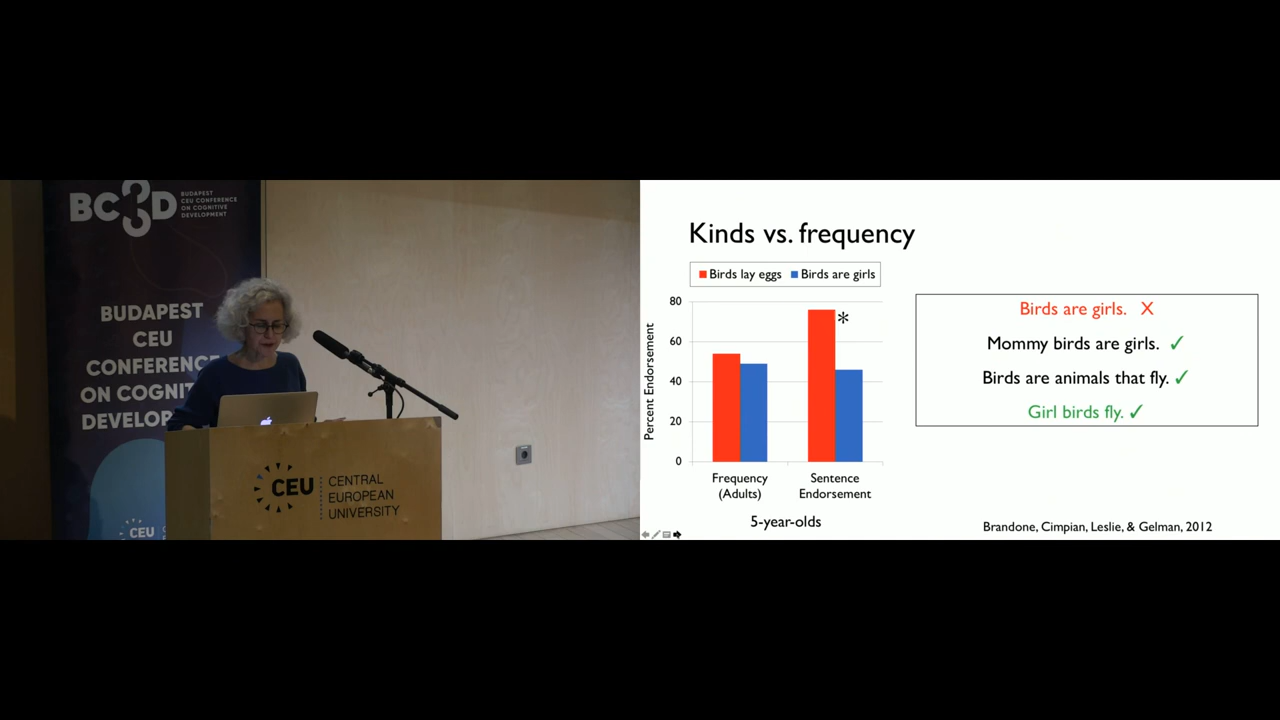 BC3D
BUDAPEST
CEU CONFERENCE
ON COGNITIVE
DEVELOPMENT
BUDAPEST
CEU
CONFERENCE
ON COGNIT
DEVELOP
CEU
CEU
CENTRAL
EUROPEAN
UNIVERSITY
Kinds vs. frequency
Birds lay eggs
Birds are girls
80
60
40
20
0
Percent Endorsement
*
Frequency
(Adults)
Sentence
Endorsement
5-year-olds
Birds are girls. X
Mommy birds are girls. ✓
Birds are animals that fly. ✓
Girl birds fly. ✓
Brandone, Cimpian, Leslie, & Gelman, 2012